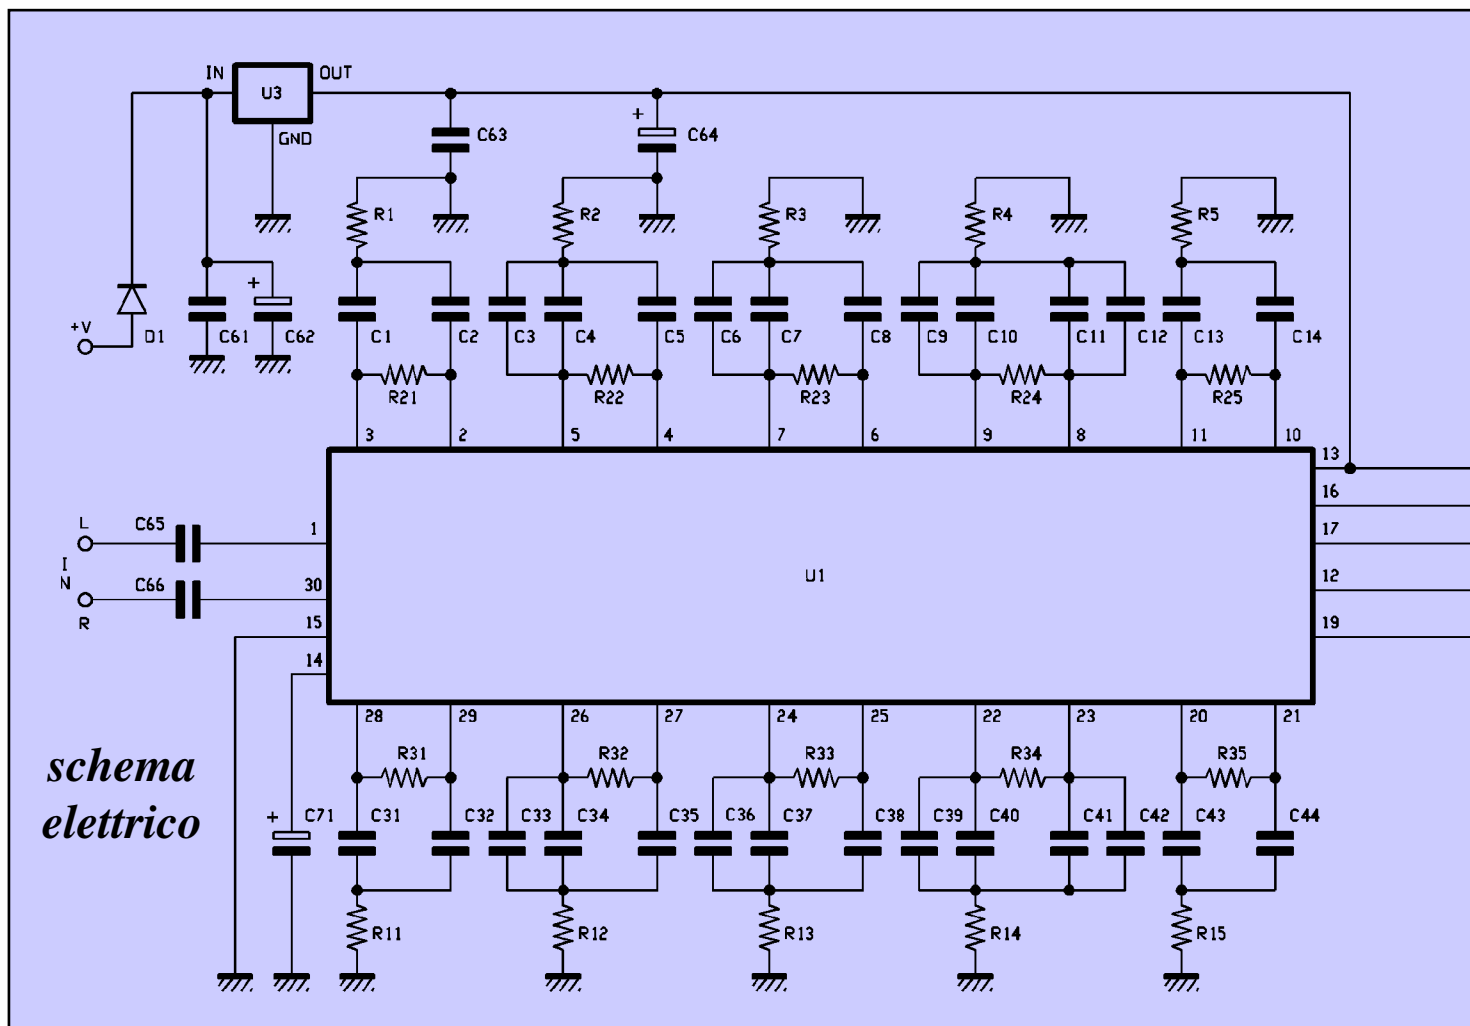 IN U3 OUT
GND
+ C63 C64
R1 R2 R3 R4 R5
+
+V D1 C61 C62 C1 C2 C3 C4 C5 C6 C7 C8 C9 C10 C11 C12 C13 C14
R21 R22 R23 R24 R25
3 2 5 4 7 6 9 8 11 10
13
16
L C65 1 17
I
N C66 30 U1 12
R 15 19
14
28 29 26 27 24 25 22 23 20 21
R31 R32 R33 R34 R35
schema
elettrico
+ C71 C31 C32 C33 C34 C35 C36 C37 C38 C39 C40 C41 C42 C43 C44
R11 R12 R13 R14 R15